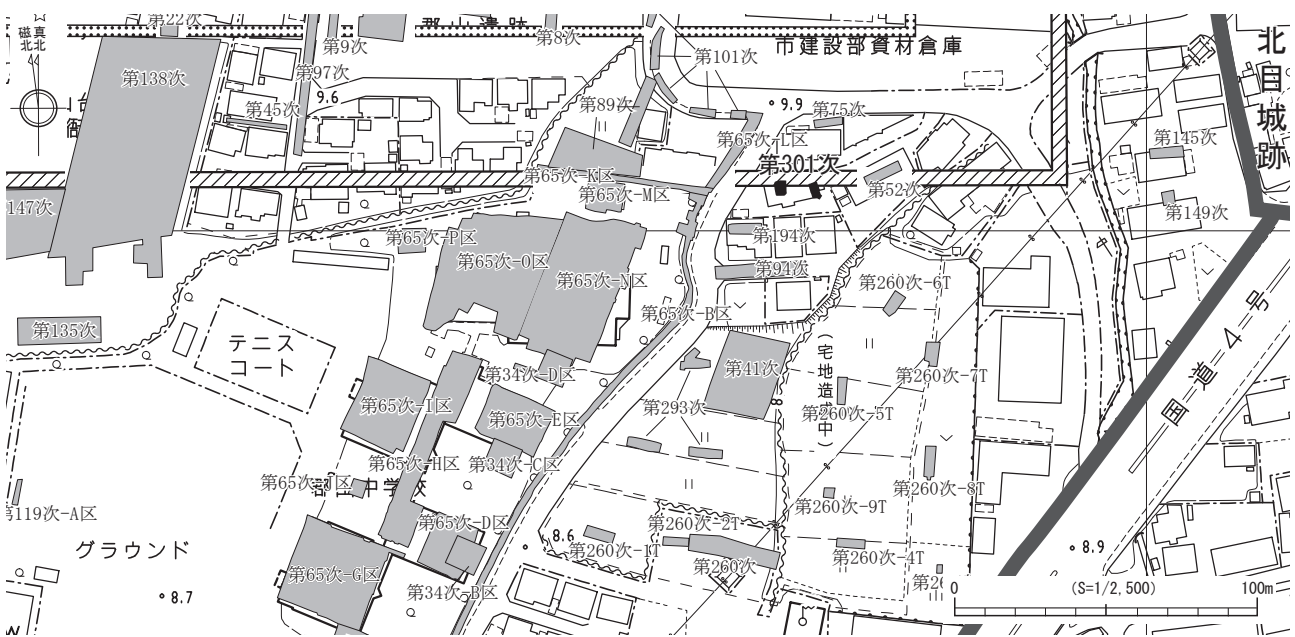 第22次
郡山遺跡
真北
磁北
第9次
第8次
第101次
市建設部資材倉庫
北目城跡
第138次
第97次
9.6
第45次
第89次
9.9
第75次
第65次-L区
第145次
第301次
第65次-K区
第65次-M区
第52次
147次
第149次
第65次-P区
第194次
第65次-O区
第94次
第65次-N区
第260次-6T
第65次-B区
第135次
テニス
コート
国道4号
第34次-D区
第41次
(宅地造成中)
第260次-7T
第65次-I区
第293次
第65次-E区
第260次-5T
第65次-H区
第34次-C区
第65次-J区
中学校
第260次-8T
第260次-9T
第119次-A区
第65次-D区
第260次-2T
グラウンド
8.6
第260次-1T
第260次
第260次-4T
8.9
第65次-G区
第34次-B区
第26
8.7
0
(S=1/2,500)
100m